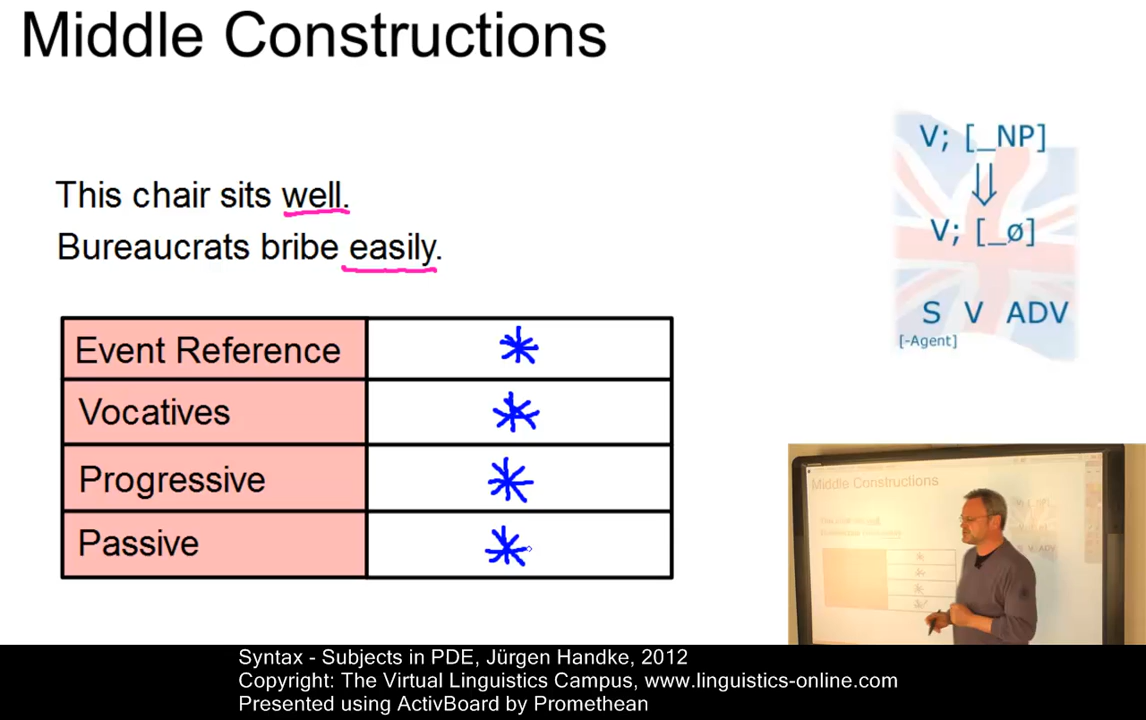 Middle Constructions
This chair sits well.
Bureaucrats bribe easily.
V; [_NP]
⇓
V; [_ø]
S V ADV
[-Agent]
Event Reference *
Vocatives *
Progressive *
Passive *
Middle Constructions
Syntax - Subjects in PDE, Jürgen Handke, 2012
Copyright: The Virtual Linguistics Campus, www.linguistics-online.com
Presented using ActivBoard by Promethean